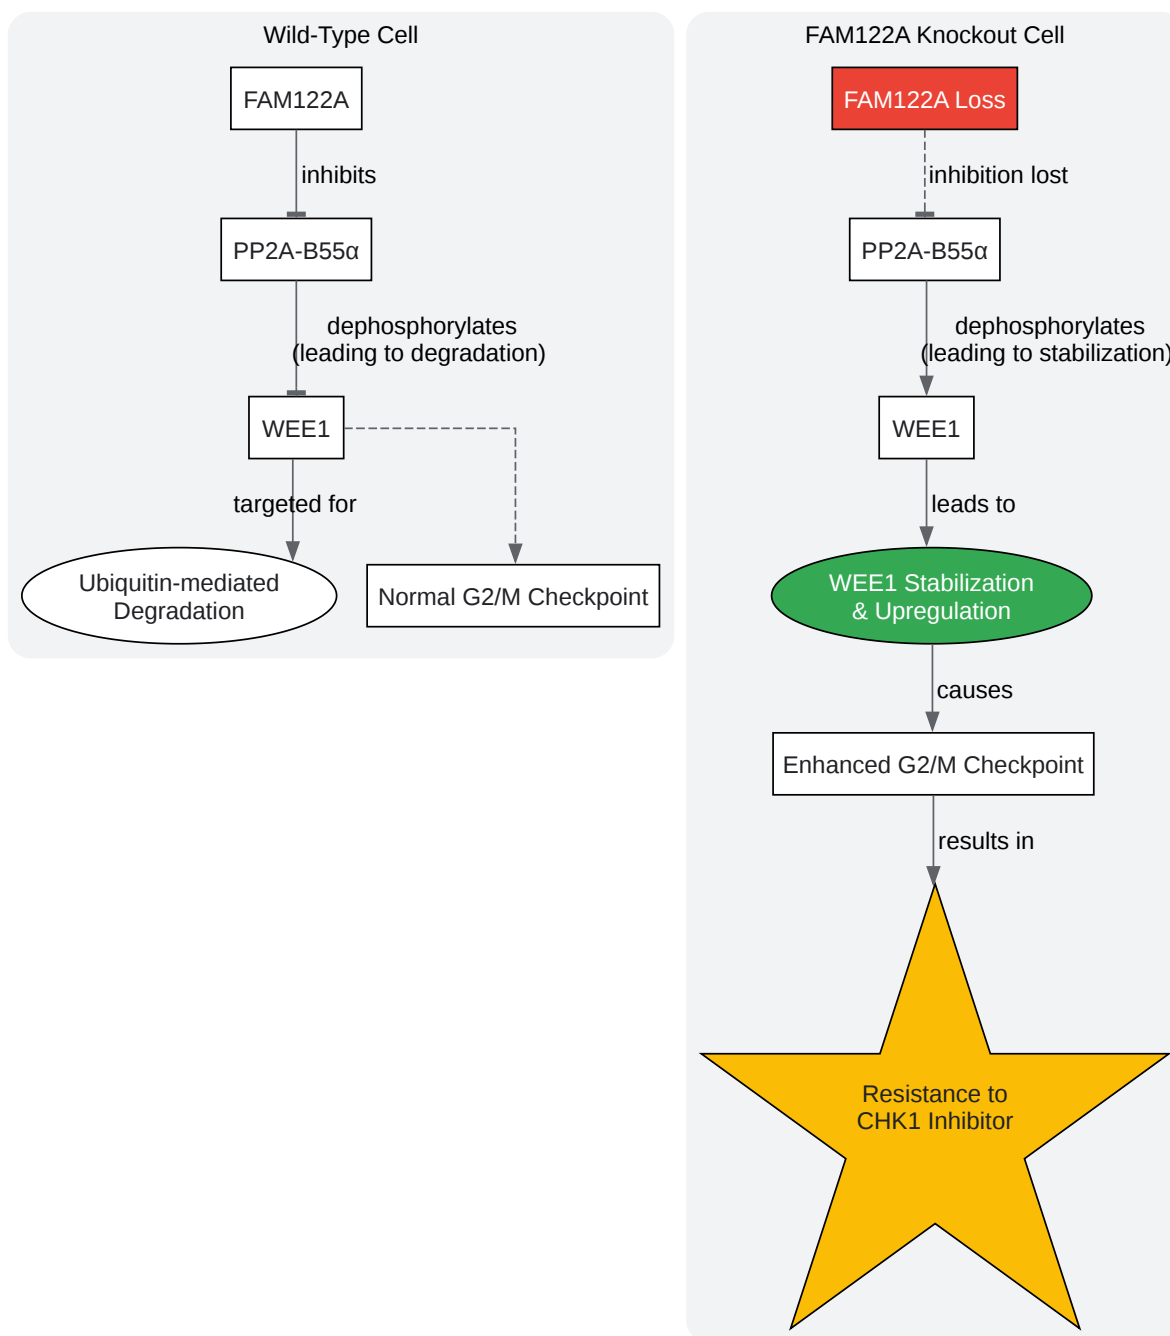 Wild-Type Cell
FAM122A
inhibits
PP2A-B55α
dephosphorylates
(leading to degradation)
WEE1
targeted for
Ubiquitin-mediated
Degradation
Normal G2/M Checkpoint
FAM122A Knockout Cell
FAM122A Loss
inhibition lost
PP2A-B55α
dephosphorylates
(leading to stabilization)
WEE1
leads to
WEE1 Stabilization
& Upregulation
causes
Enhanced G2/M Checkpoint
results in
Resistance to
CHK1 Inhibitor